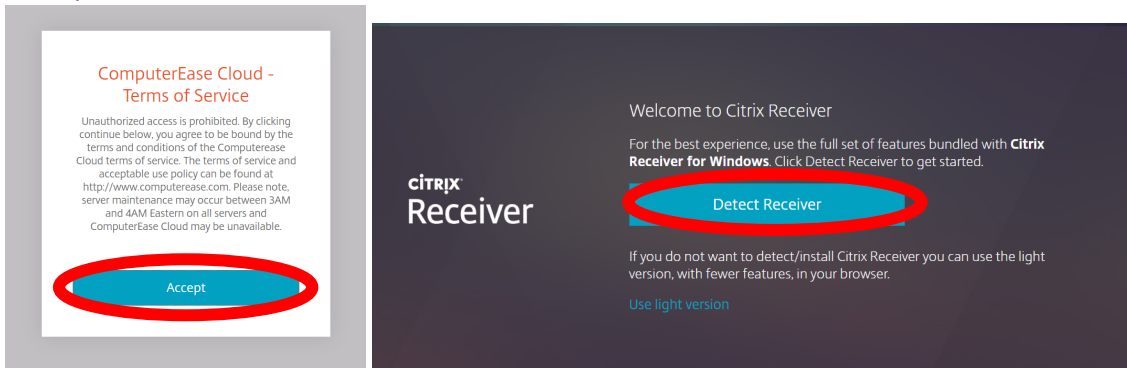 ComputerEase Cloud -
Terms of Service
Unauthorized access is prohibited. By clicking
continue below, you agree to be bound by the
terms and conditions of the Computerease
Cloud terms of service. The terms of service and
acceptable use policy can be found at
http://www.computerease.com. Please note,
server maintenance may occur between 3AM
and 4AM Eastern on all servers and
ComputerEase Cloud may be unavailable.
Accept
CİTRIX
Receiver
Welcome to Citrix Receiver
For the best experience, use the full set of features bundled with Citrix
Receiver for Windows. Click Detect Receiver to get started.
Detect Receiver
If you do not want to detect/install Citrix Receiver you can use the light
version, with fewer features, in your browser.
Use light version